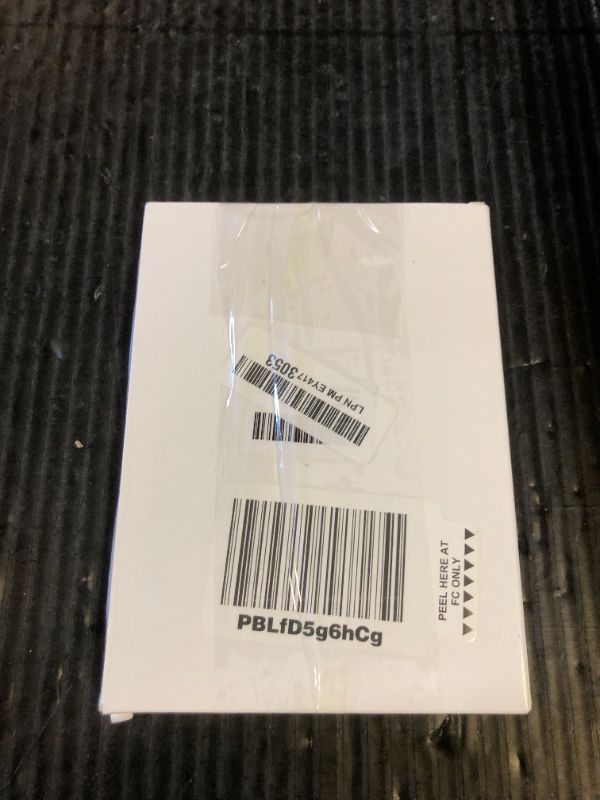 LPN PM EY4173053
PBLfD5g6hCg
PEEL HERE AT
FC ONLY